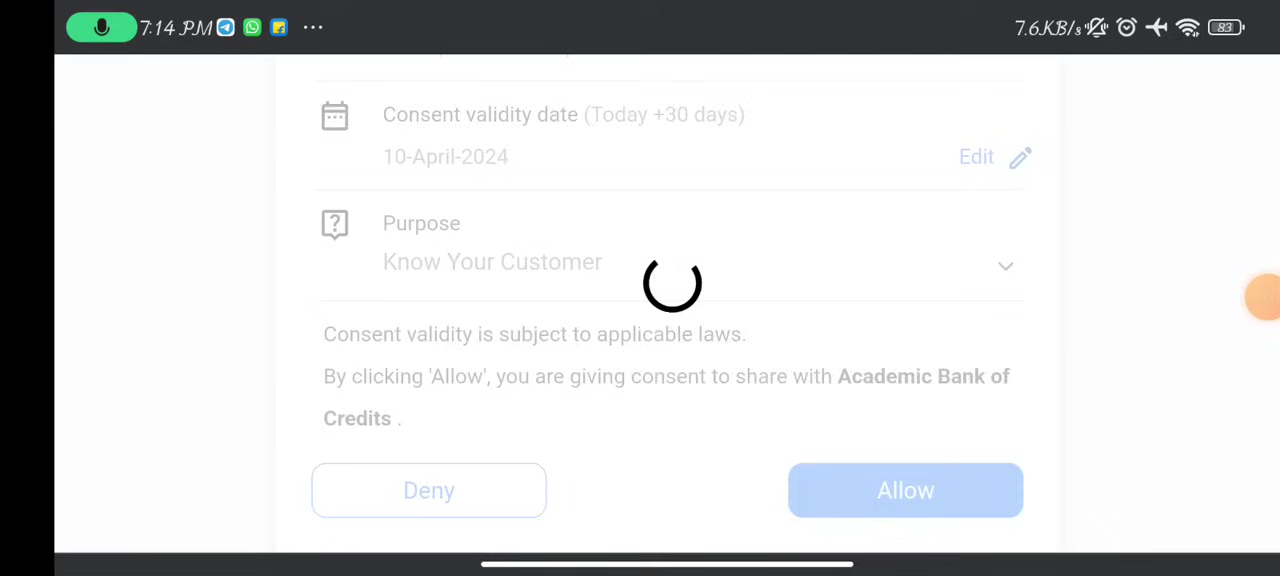 7:14 PM ...
7.6KB/s 83
Consent validity date (Today +30 days)
10-April-2024
Edit
Purpose
Know Your Customer
Consent validity is subject to applicable laws.
By clicking 'Allow', you are giving consent to share with Academic Bank of
Credits .
Deny
Allow